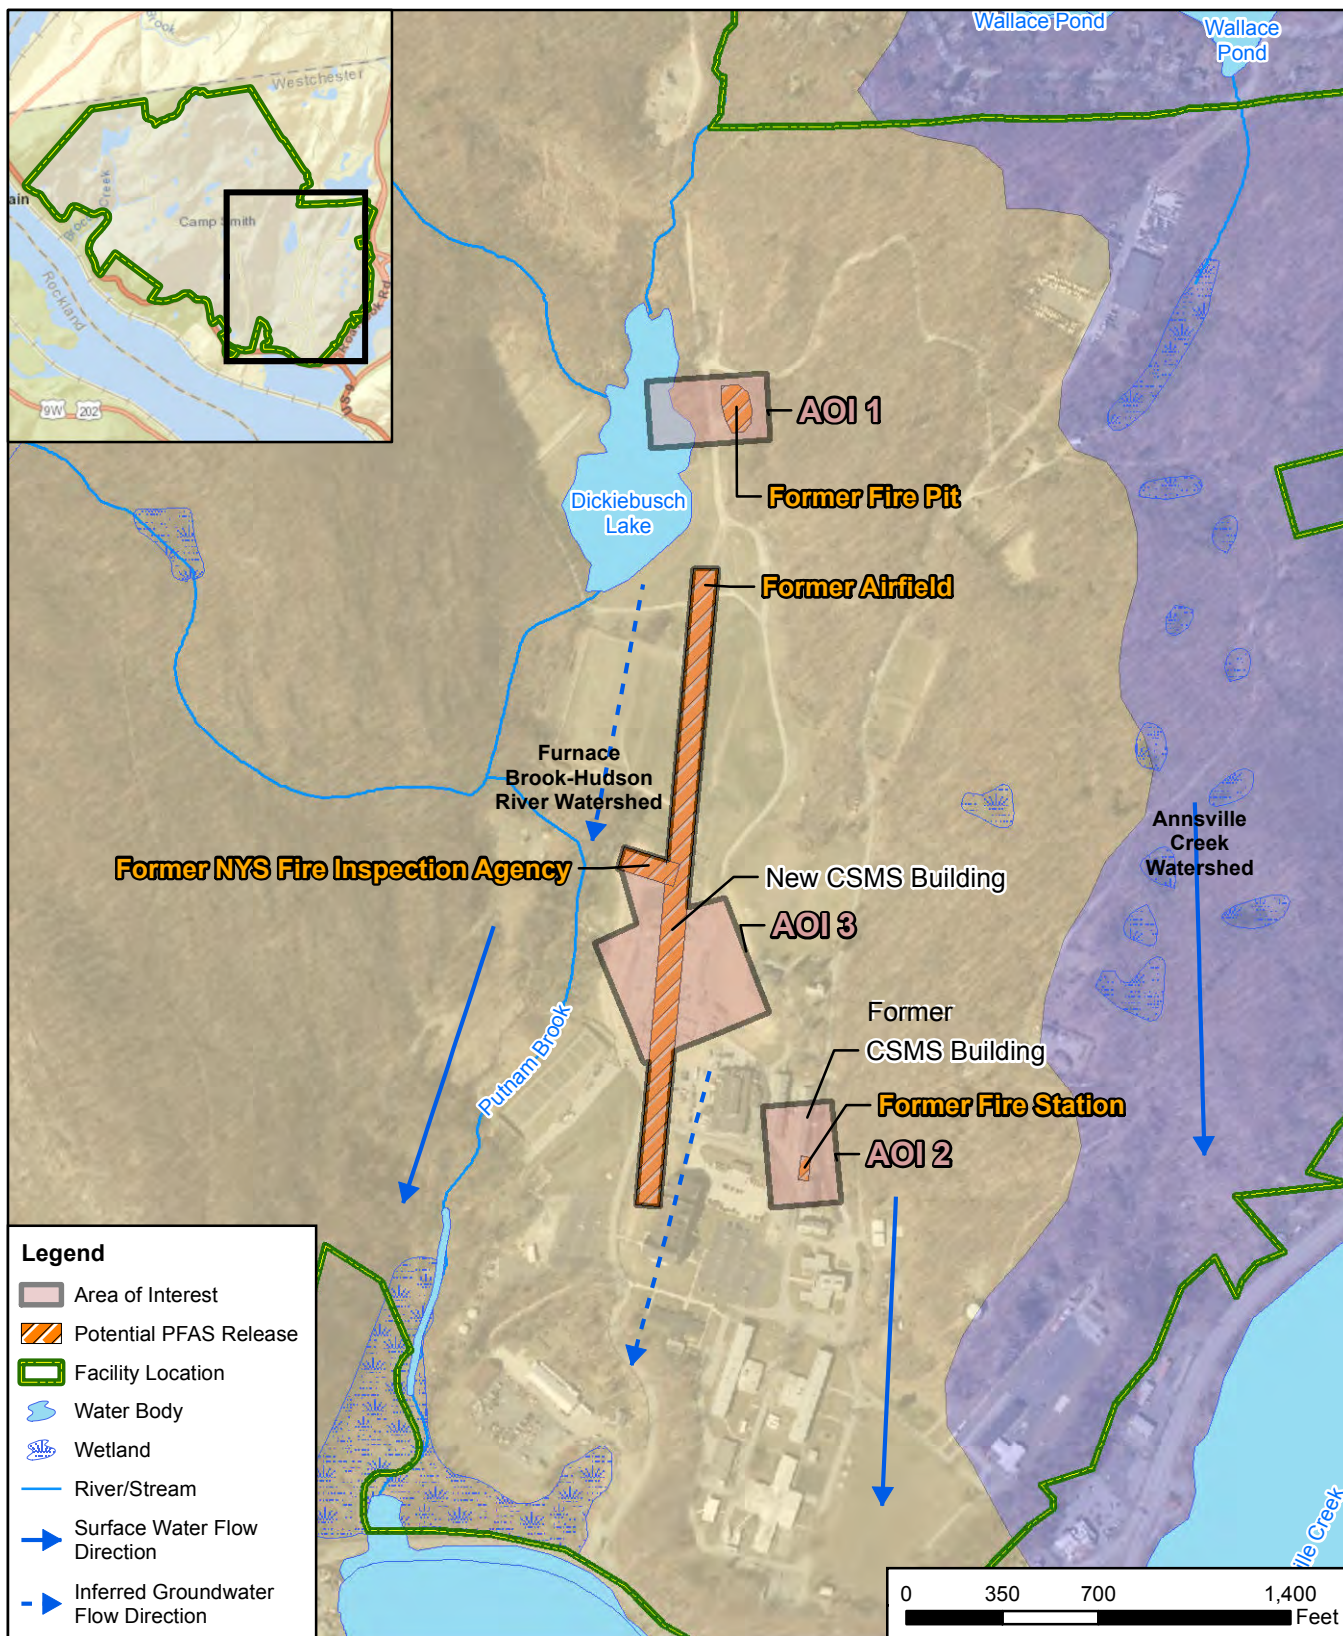 Wallace Pond
Wallace
Pond
Brook
Westchester
Camp Smith
Rockland
9W
202
AOI 1
Former Fire Pit
Dickiebusch
Lake
Former Airfield
Furnace
Brook-Hudson
River Watershed
Annsville
Creek
Watershed
Former NYS Fire Inspection Agency
New CSMS Building
AOI 3
Putnam Brook
Former
CSMS Building
Former Fire Station
AOI 2
Legend
Area of Interest
Potential PFAS Release
Facility Location
Water Body
Wetland
River/Stream
Surface Water Flow
Direction
Inferred Groundwater
Flow Direction
ille Creek
0 350 700 1,400
Feet